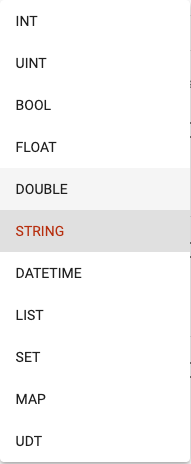 INT
UINT
BOOL
FLOAT
DOUBLE
STRING
DATETIME
LIST
SET
MAP
UDT